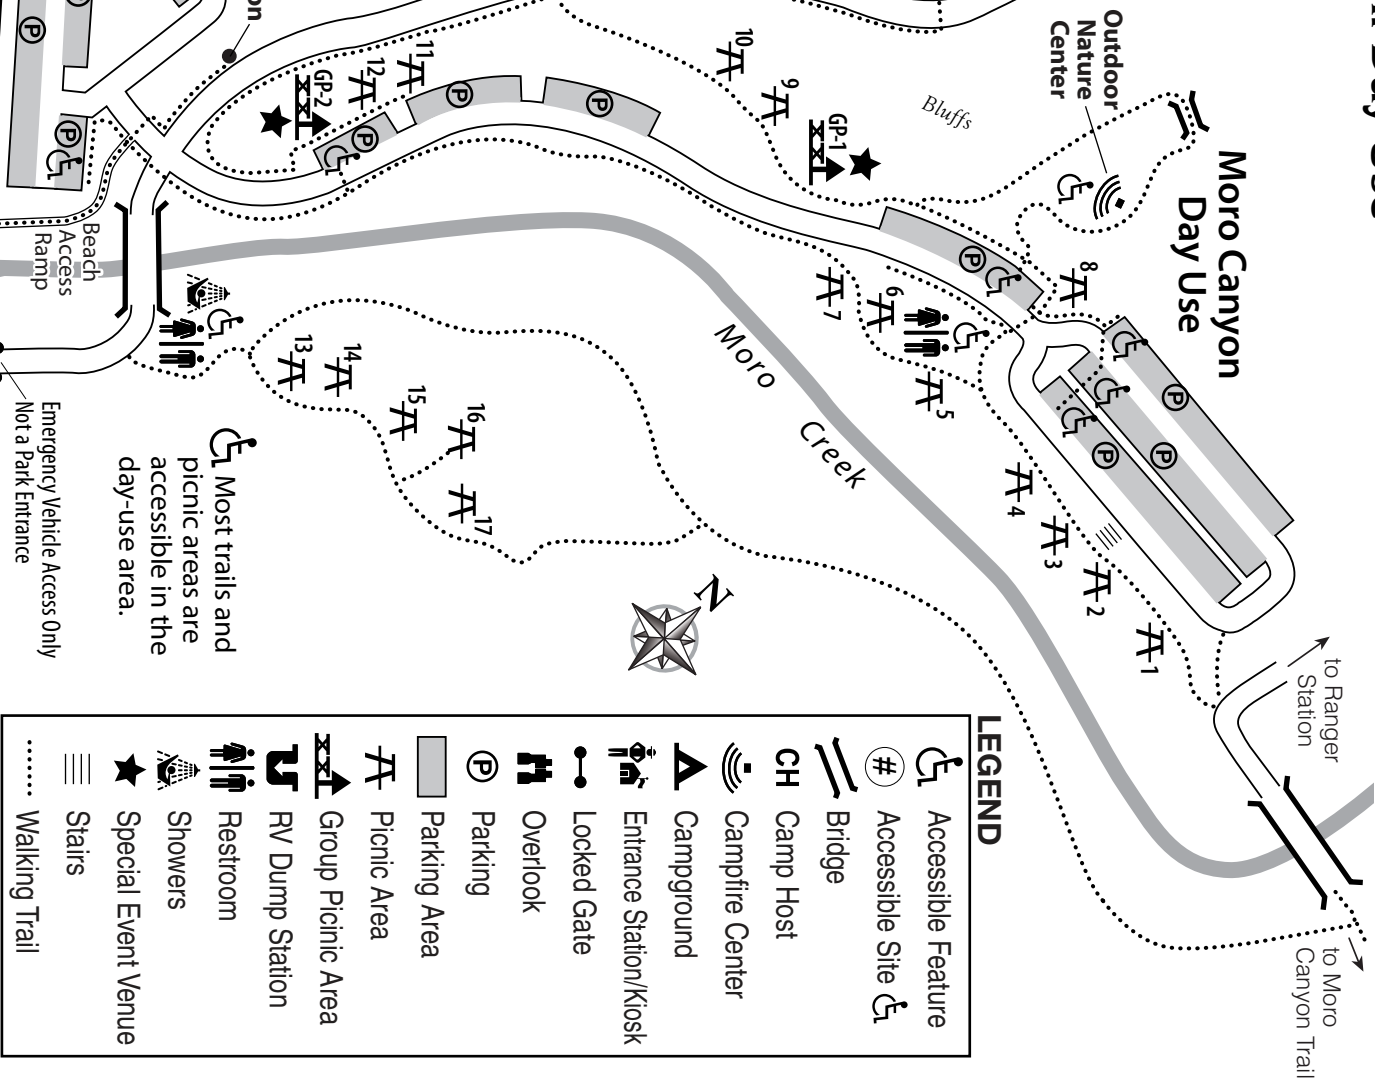 Moro Canyon
Day Use
Outdoor
Nature
Center
Bluffs
GP-1
GP-2
10
9
11
12
8
7
6
5
4
3
2
1
13
14
15
16
17
P
P
P
P
P
P
P
P
P
Moro
Creek
Beach
Access
Ramp
Emergency Vehicle Access Only
Not a Park Entrance
Most trails and
picnic areas are
accessible in the
day-use area.
N
to Ranger
Station
to Moro
Canyon Trail
LEGEND
Accessible Feature
# Accessible Site
Bridge
CH Camp Host
Campfire Center
Campground
Entrance Station/Kiosk
Locked Gate
Overlook
P Parking
Parking Area
Picnic Area
Group Picinic Area
RV Dump Station
Restroom
Showers
Special Event Venue
Stairs
Walking Trail